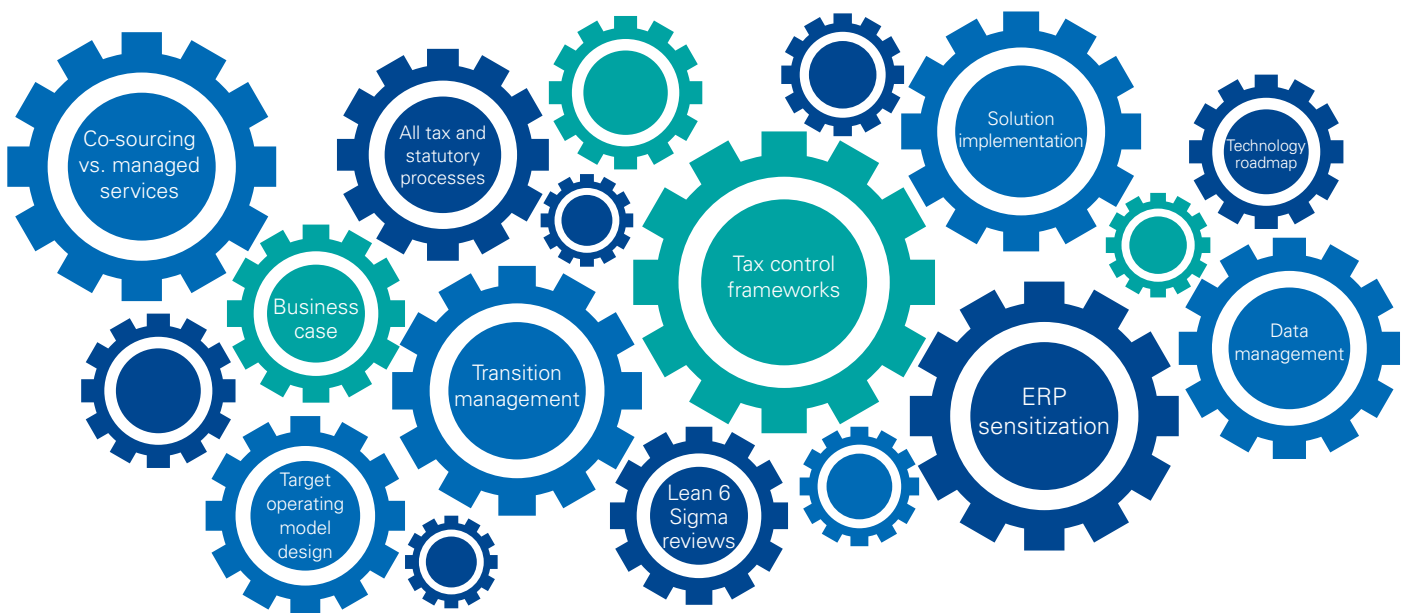 Co-sourcing
vs. managed
services
All tax and
statutory
processes
Solution
implementation
Technology
roadmap
Business
case
Tax control
frameworks
Transition
management
Data
management
ERP
sensitization
Target
operating
model
design
Lean 6
Sigma
reviews